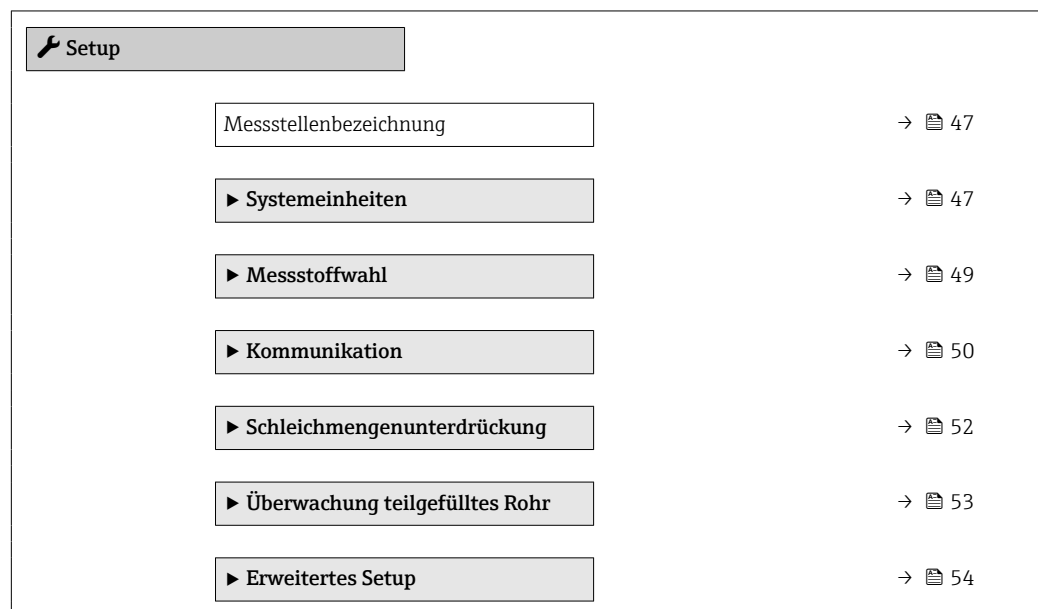 Setup
Messstellenbezeichnung → 47
▶ Systemeinheiten → 47
▶ Messstoffwahl → 49
▶ Kommunikation → 50
▶ Schleichmengenunterdrückung → 52
▶ Überwachung teilgefülltes Rohr → 53
▶ Erweitertes Setup → 54